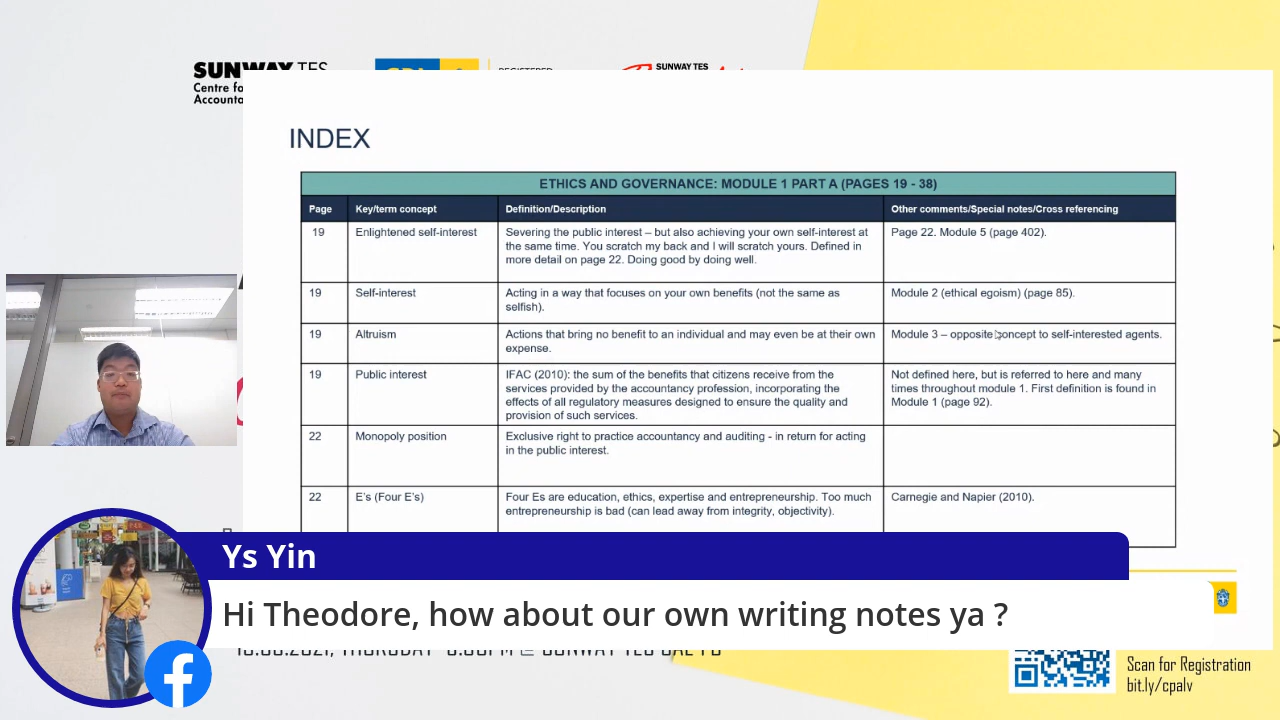 SUNWAY TES
Centre fo
Accounta
SUNWAY TES
INDEX
ETHICS AND GOVERNANCE: MODULE 1 PART A (PAGES 19 - 38)
Page Key/term concept Definition/Description Other comments/Special notes/Cross referencing
19 Enlightened self-interest Severing the public interest – but also achieving your own self-interest at Page 22. Module 5 (page 402).
the same time. You scratch my back and I will scratch yours. Defined in
more detail on page 22. Doing good by doing well.
19 Self-interest Acting in a way that focuses on your own benefits (not the same as Module 2 (ethical egoism) (page 85).
selfish).
19 Altruism Actions that bring no benefit to an individual and may even be at their own Module 3 – opposite concept to self-interested agents.
expense.
19 Public interest IFAC (2010): the sum of the benefits that citizens receive from the Not defined here, but is referred to here and many
services provided by the accountancy profession, incorporating the times throughout module 1. First definition is found in
effects of all regulatory measures designed to ensure the quality and Module 1 (page 92).
provision of such services.
22 Monopoly position Exclusive right to practice accountancy and auditing - in return for acting
in the public interest.
22 E's (Four E's) Four Es are education, ethics, expertise and entrepreneurship. Too much Carnegie and Napier (2010).
entrepreneurship is bad (can lead away from integrity, objectivity).
Ys Yin
Hi Theodore, how about our own writing notes ya ?
Scan for Registration
bit.ly/cpalv